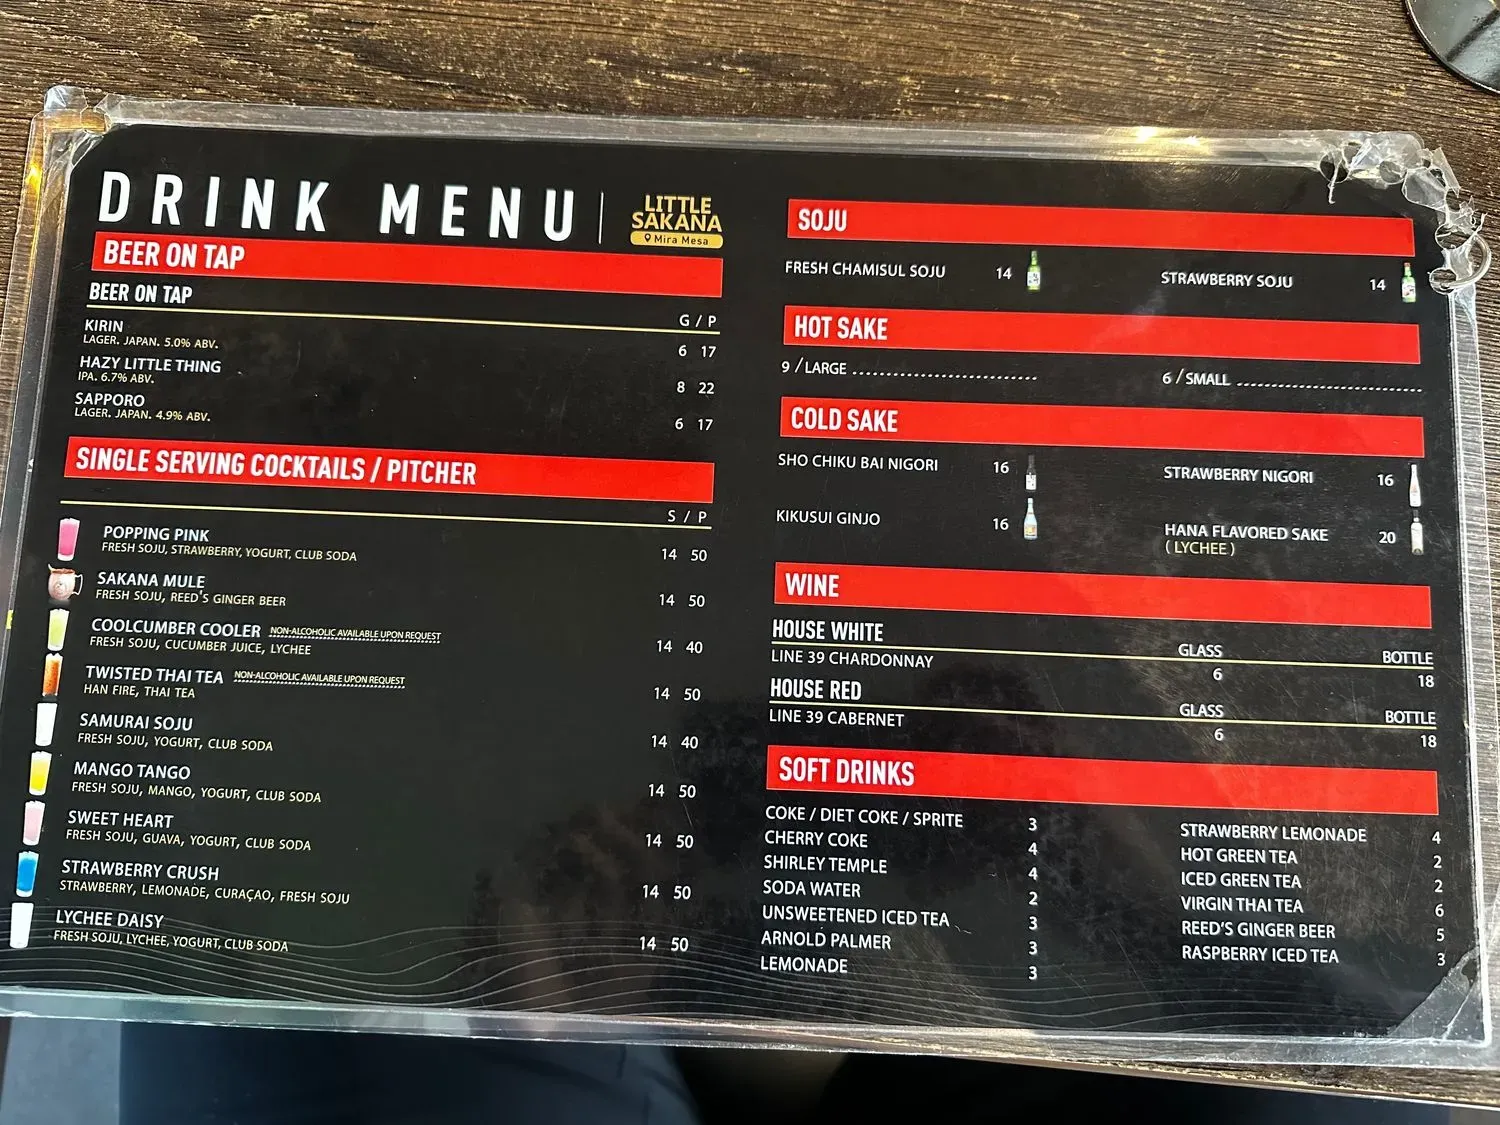 DRINK MENU
LITTLE
SAKANA
Mira Mesa
BEER ON TAP
BEER ON TAP
G / P
KIRIN
LAGER. JAPAN. 5.0% ABV.
6 17
HAZY LITTLE THING
IPA. 6.7% ABV.
8 22
SAPPORO
LAGER. JAPAN. 4.9% ABV.
6 17
SINGLE SERVING COCKTAILS / PITCHER
S / P
POPPING PINK
FRESH SOJU, STRAWBERRY, YOGURT, CLUB SODA
14 50
SAKANA MULE
FRESH SOJU, REED'S GINGER BEER
14 50
COOLCUMBER COOLER NON-ALCOHOLIC AVAILABLE UPON REQUEST
FRESH SOJU, CUCUMBER JUICE, LYCHEE
14 40
TWISTED THAI TEA NON-ALCOHOLIC AVAILABLE UPON REQUEST
HAN FIRE, THAI TEA
14 50
SAMURAI SOJU
FRESH SOJU, YOGURT, CLUB SODA
14 40
MANGO TANGO
FRESH SOJU, MANGO, YOGURT, CLUB SODA
14 50
SWEET HEART
FRESH SOJU, GUAVA, YOGURT, CLUB SODA
14 50
STRAWBERRY CRUSH
STRAWBERRY, LEMONADE, CURAÇAO, FRESH SOJU
14 50
LYCHEE DAISY
FRESH SOJU, LYCHEE, YOGURT, CLUB SODA
14 50
SOJU
FRESH CHAMISUL SOJU 14
STRAWBERRY SOJU 14
HOT SAKE
9 / LARGE
6 / SMALL
COLD SAKE
SHO CHIKU BAI NIGORI 16
STRAWBERRY NIGORI 16
KIKUSUI GINJO 16
HANA FLAVORED SAKE 20
( LYCHEE )
WINE
HOUSE WHITE GLASS BOTTLE
LINE 39 CHARDONNAY 6 18
HOUSE RED GLASS BOTTLE
LINE 39 CABERNET 6 18
SOFT DRINKS
COKE / DIET COKE / SPRITE 3
CHERRY COKE 4
SHIRLEY TEMPLE 4
SODA WATER 2
UNSWEETENED ICED TEA 3
ARNOLD PALMER 3
LEMONADE 3
STRAWBERRY LEMONADE 4
HOT GREEN TEA 2
ICED GREEN TEA 2
VIRGIN THAI TEA 6
REED'S GINGER BEER 5
RASPBERRY ICED TEA 3